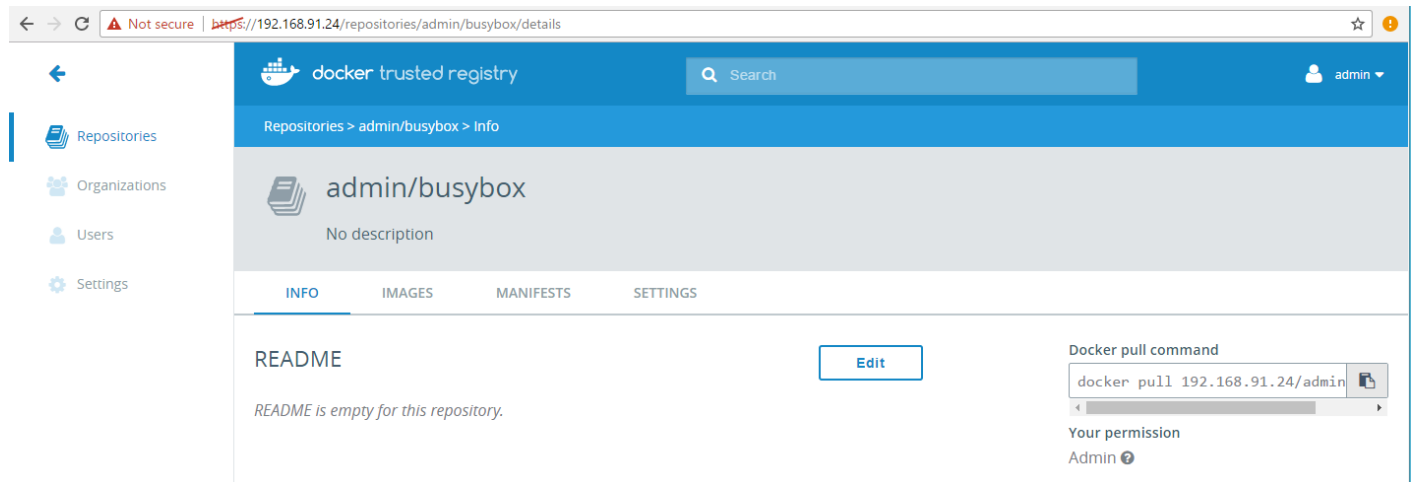 Not secure | https://192.168.91.24/repositories/admin/busybox/details
docker trusted registry
Search
admin
Repositories
Organizations
Users
Settings
Repositories > admin/busybox > Info
admin/busybox
No description
INFO IMAGES MANIFESTS SETTINGS
README
Edit
README is empty for this repository.
Docker pull command
docker pull 192.168.91.24/admin
Your permission
Admin